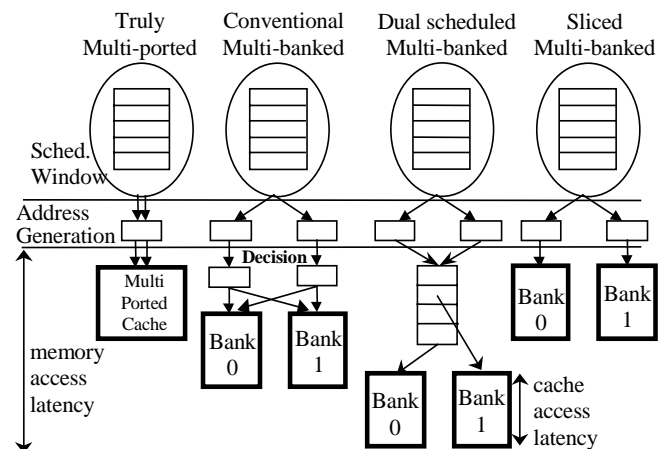 Truly
Multi-ported
Conventional
Multi-banked
Dual scheduled
Multi-banked
Sliced
Multi-banked
Sched.
Window
Address
Generation
Decision
Multi
Ported
Cache
Bank
0
Bank
1
Bank
0
Bank
1
Bank
0
Bank
1
memory
access
latency
cache
access
latency